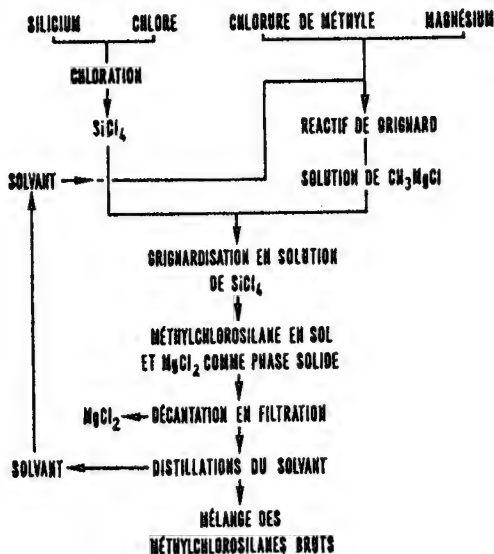 SILICIUM CHLORE CHLORURE DE MÉTHYLE MAGNÉSIUM
CHLORATION
SiCl₄ REACTIF DE GRIGNARD
SOLVANT SOLUTION DE CH₃MgCl
GRIGNARDISATION EN SOLUTION
DE SiCl₄
MÉTHYLCHLOROSILANE EN SOL
ET MgCl₂ COMME PHASE SOLIDE
MgCl₂ DÉCANTATION EN FILTRATION
SOLVANT DISTILLATIONS DU SOLVANT
MÉLANGE DES
MÉTHYLCHLOROSILANES BRUTS